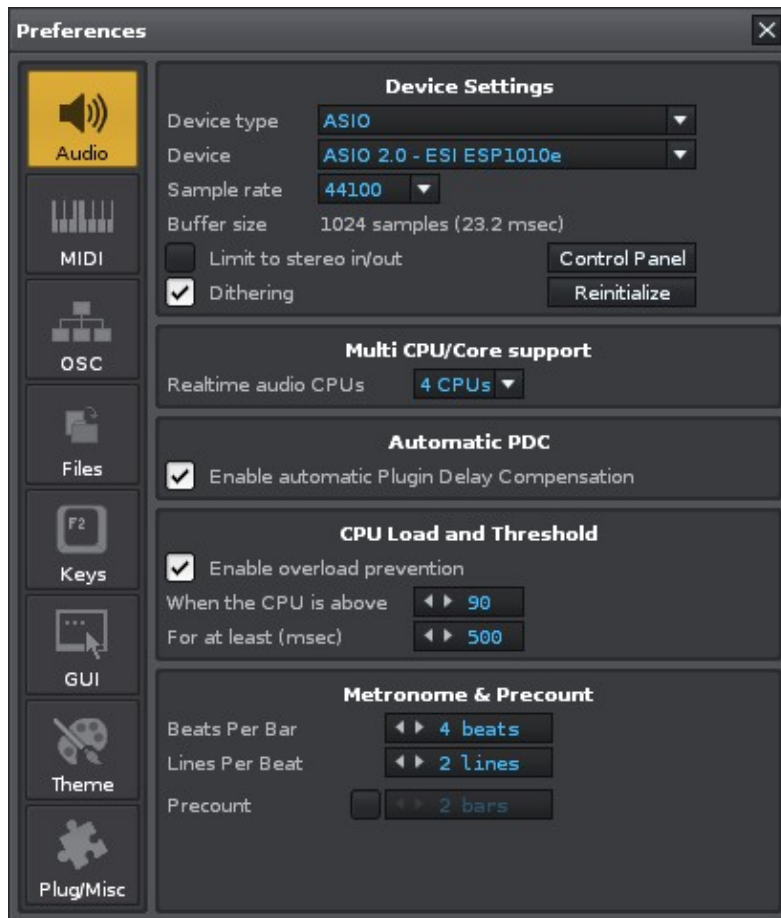 Preferences
Audio
MIDI
OSC
Files
F2
Keys
GUI
Theme
Plug/Misc
Device Settings
Device type ASIO
Device ASIO 2.0 - ESI ESP1010e
Sample rate 44100
Buffer size 1024 samples (23.2 msec)
Limit to stereo in/out Control Panel
Dithering Reinitialize
Multi CPU/Core support
Realtime audio CPUs 4 CPUs
Automatic PDC
Enable automatic Plugin Delay Compensation
CPU Load and Threshold
Enable overload prevention
When the CPU is above 90
For at least (msec) 500
Metronome & Precount
Beats Per Bar 4 beats
Lines Per Beat 2 lines
Precount 2 bars